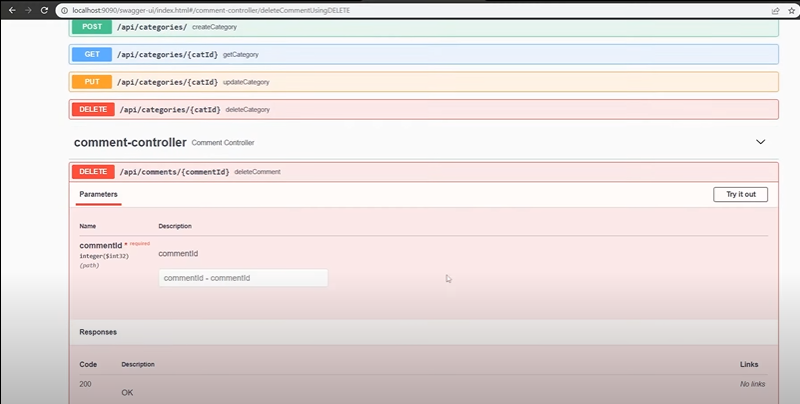 localhost:9090/swagger-ui/index.html#/comment-controller/deleteCommentUsingDELETE
POST /api/categories/ createCategory
GET /api/categories/{catId} getCategory
PUT /api/categories/{catId} updateCategory
DELETE /api/categories/{catId} deleteCategory
comment-controller Comment Controller
DELETE /api/comments/{commentId} deleteComment
Parameters Try it out
Name Description
commentId * required
integer($int32)
(path)
commentId
commentId - commentId
Responses
Code Description Links
200 No links
OK